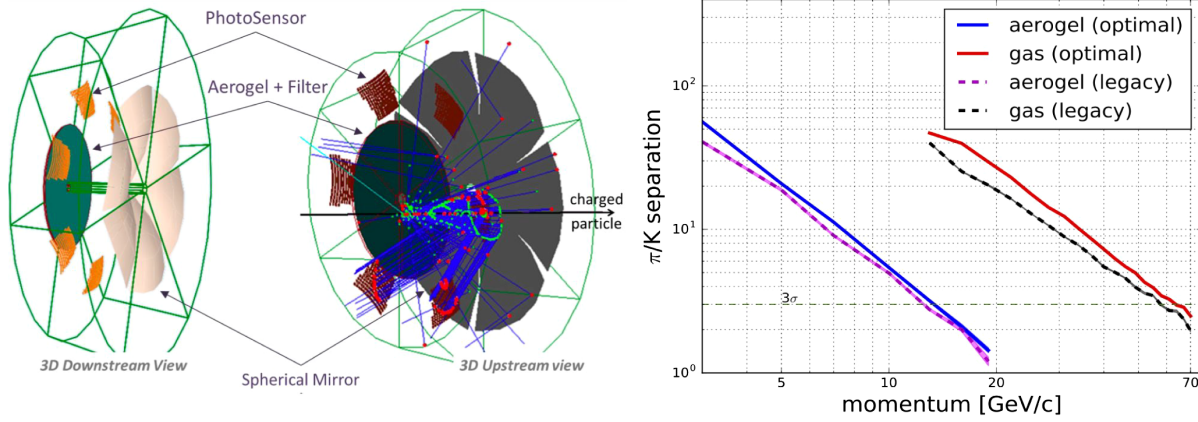 PhotoSensor
Aerogel + Filter
charged
particle
3D Downstream View
3D Upstream view
Spherical Mirror
aerogel (optimal)
gas (optimal)
aerogel (legacy)
gas (legacy)
π/K separation
10²
10¹
10⁰
3σ
5
10
20
70
momentum [GeV/c]